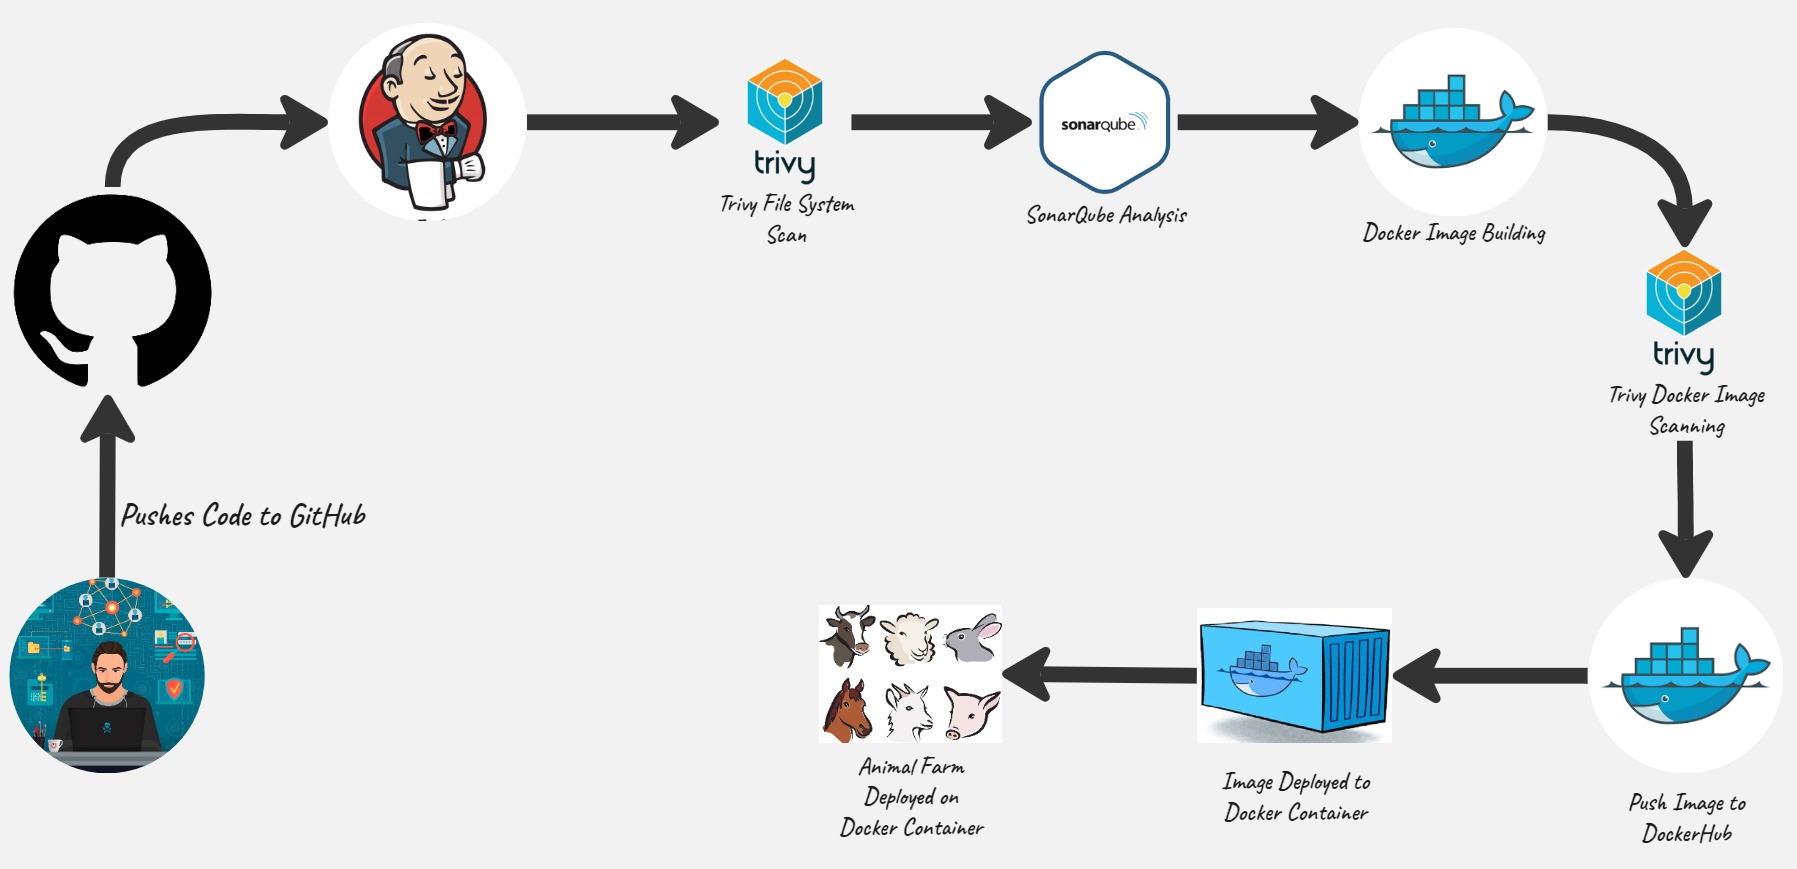 trivy
Trivy File System
Scan
sonarqube
SonarQube Analysis
Docker Image Building
trivy
Trivy Docker Image
Scanning
Pushes Code to GitHub
Animal Farm
Deployed on
Docker Container
Image Deployed to
Docker Container
Push Image to
DockerHub